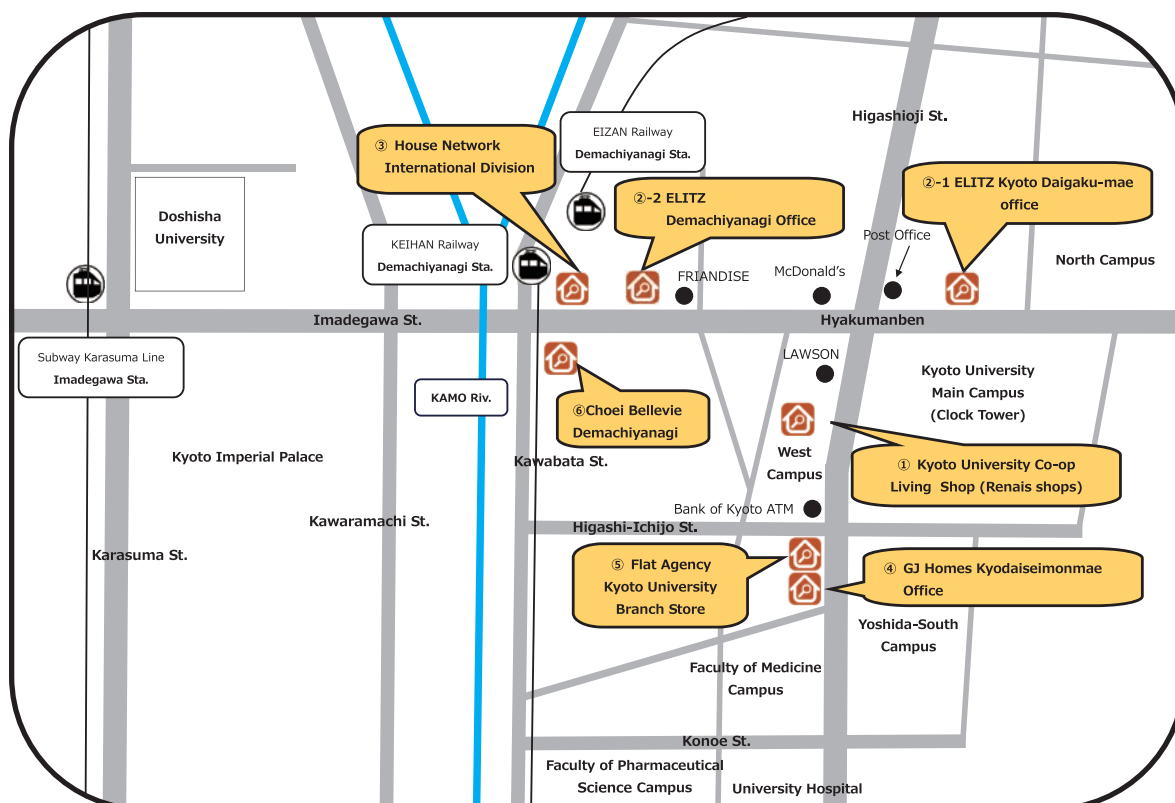 Higashioji St.
EIZAN Railway
Demachiyanagi Sta.
③ House Network
International Division
②-1 ELITZ Kyoto Daigaku-mae
office
②-2 ELITZ
Demachiyanagi Office
Doshisha
University
Post Office
KEIHAN Railway
Demachiyanagi Sta.
North Campus
FRIANDISE
McDonald's
Imadegawa St.
Hyakumanben
Subway Karasuma Line
Imadegawa Sta.
LAWSON
Kyoto University
Main Campus
(Clock Tower)
KAMO Riv.
⑥Choei Bellevie
Demachiyanagi
Kyoto Imperial Palace
Kawabata St.
West
Campus
① Kyoto University Co-op
Living Shop (Renais shops)
Bank of Kyoto ATM
Kawaramachi St.
Higashi-Ichijo St.
Karasuma St.
⑤ Flat Agency
Kyoto University
Branch Store
④ GJ Homes Kyodaiseimonmae
Office
Yoshida-South
Campus
Faculty of Medicine
Campus
Konoe St.
Faculty of Pharmaceutical
Science Campus
University Hospital